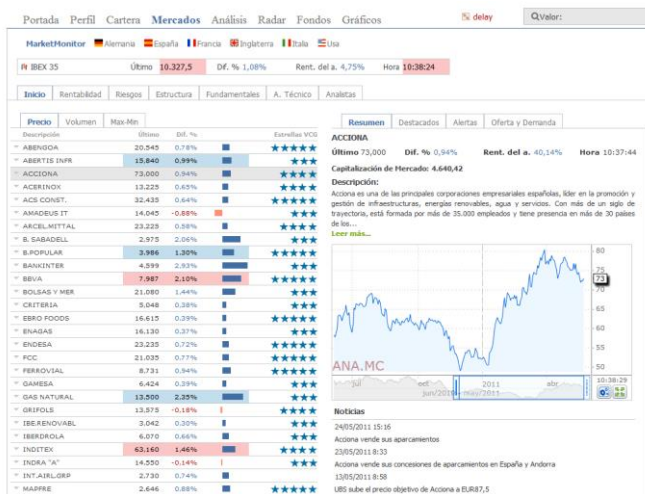 Portada Perfil Cartera Mercados Análisis Radar Fondos Gráficos delay Valor:
MarketMonitor Alemania España Francia Inglaterra Italia Usa
IBEX 35 Último 10.327,5 Dif. % 1,08% Rent. del a. 4,75% Hora 10:38:24
Inicio Rentabilidad Riesgos Estructura Fundamentales A. Técnico Analistas
Precio Volumen Max-Min
Descripción Último Dif. % Estrellas VCG
ABENGOA 20.545 0.78%
ABERTIS INFR 15.840 0,99%
ACCIONA 73.000 0.94%
ACERINOX 13.225 0.65%
ACS CONST. 32.435 0.64%
AMADEUS IT 14.045 -0.88%
ARCEL.MITTAL 23.225 0.58%
B. SABADELL 2.975 2.06%
B.POPULAR 3.986 1.30%
BANKINTER 4.599 2.93%
BBVA 7.987 2.10%
BOLSAS Y MER 21.080 1.44%
CRITERIA 5.048 0.38%
EBRO FOODS 16.615 0.39%
ENAGAS 16.130 0.37%
ENDESA 23.235 0.72%
FCC 21.035 0.77%
FERROVIAL 8.731 0.94%
GAMESA 6.424 0.39%
GAS NATURAL 13.500 2.35%
GRIFOLS 13.575 -0.18%
IBE.RENOVABL 3.042 0.30%
IBERDROLA 6.070 0.66%
INDITEX 63.160 1.46%
INDRA "A" 14.550 -0.14%
INT.AIRL.GRP 2.730 0.74%
MAPFRE 2.646 0.88%
Resumen Destacados Alertas Oferta y Demanda
ACCIONA
Último 73,000 Dif. % 0,94% Rent. del a. 40,14% Hora 10:37:44
Capitalización de Mercado: 4.640,42
Descripción:
Acciona es una de las principales corporaciones empresariales españolas, líder en la promoción y
gestión de infraestructuras, energías renovables, agua y servicios. Con más de un siglo de
trayectoria, está formada por más de 35.000 empleados y tiene presencia en más de 30 países
de los...
Leer más...
80
75
73
70
65
60
55
50
ANA.MC
jul oct 2011 abr
10:38:29
Noticias
24/05/2011 15:16
Acciona vende sus aparcamientos
23/05/2011 8:33
Acciona vende sus concesiones de aparcamientos en España y Andorra
13/05/2011 8:58
UBS sube el precio objetivo de Acciona a EUR87,5